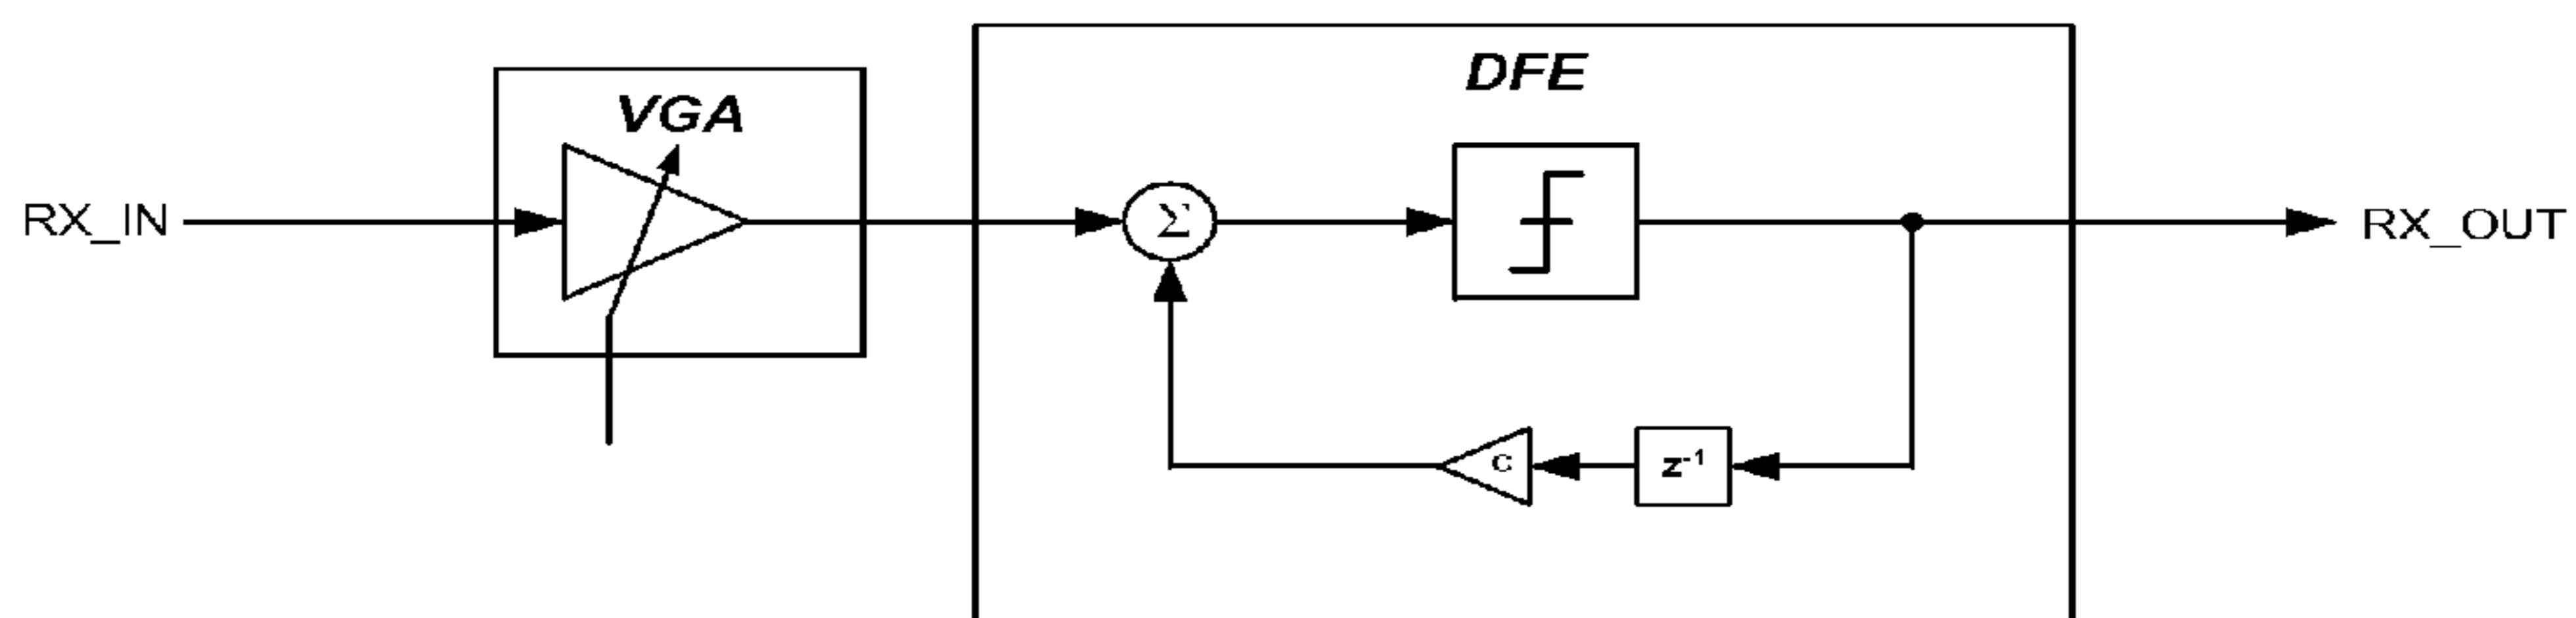 DFE
VGA
RX_IN
Σ
RX_OUT
C
z⁻¹